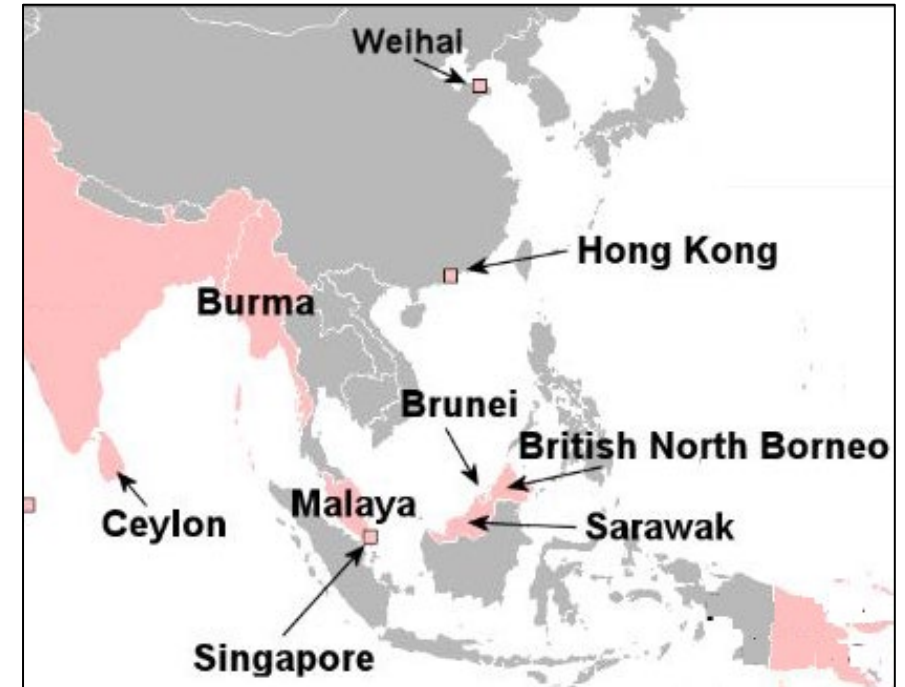 Weihai
Hong Kong
Burma
Brunei
British North Borneo
Malaya
Ceylon
Sarawak
Singapore